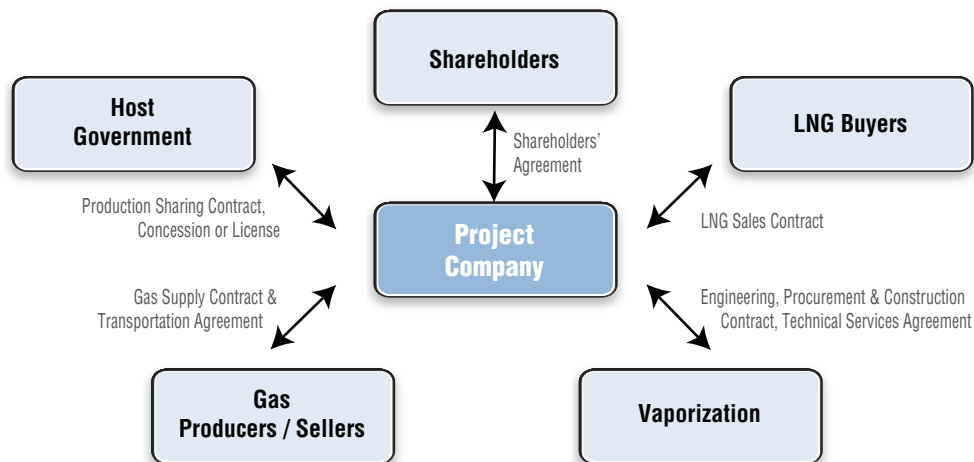 Shareholders
Host
Government
LNG Buyers
Shareholders’
Agreement
Production Sharing Contract,
Concession or License
Project
Company
LNG Sales Contract
Gas Supply Contract &
Transportation Agreement
Engineering, Procurement & Construction
Contract, Technical Services Agreement
Gas
Producers / Sellers
Vaporization